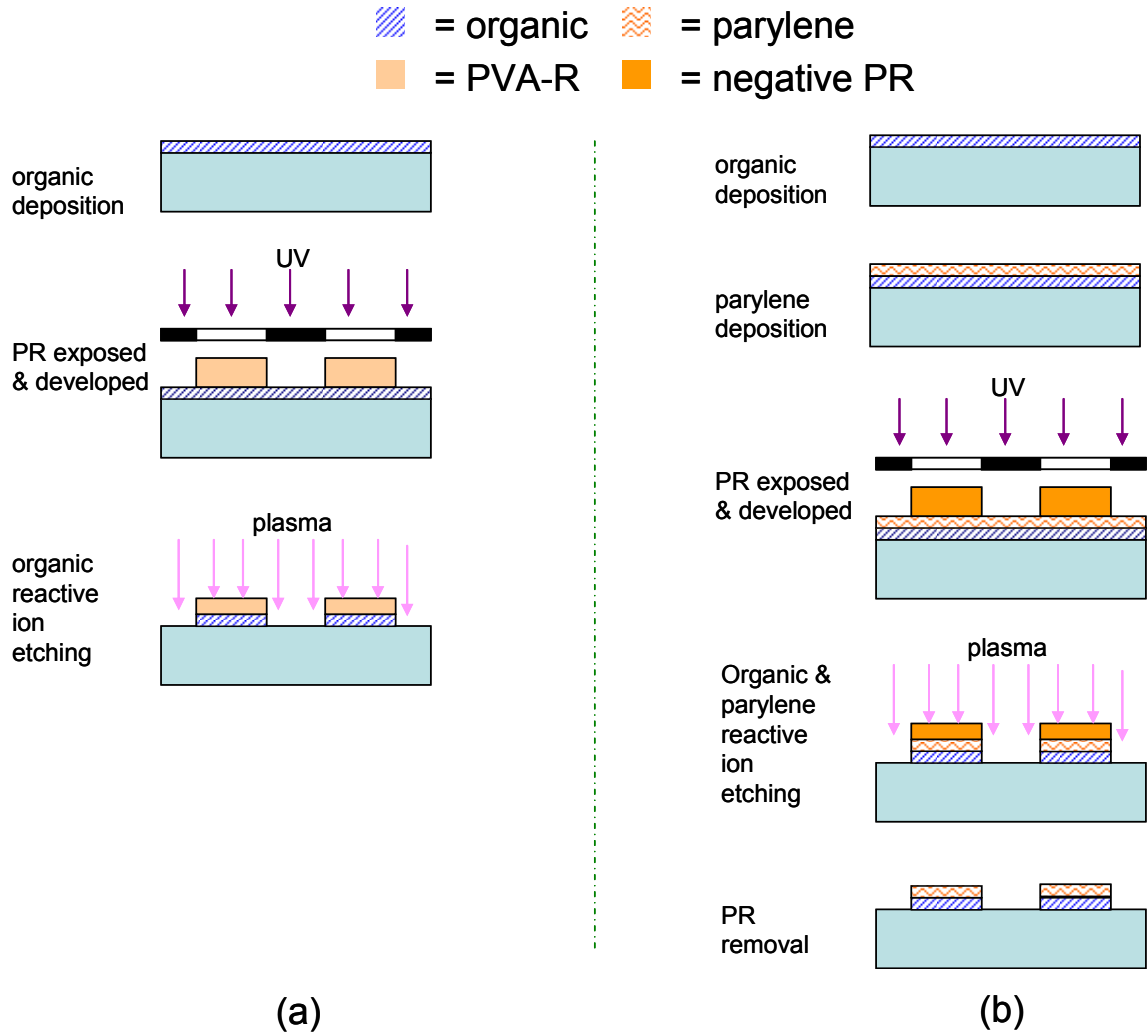 = organic
= parylene
= PVA-R
= negative PR
organic
deposition
UV
PR exposed
& developed
plasma
organic
reactive
ion
etching
(a)
organic
deposition
parylene
deposition
UV
PR exposed
& developed
plasma
Organic &
parylene
reactive
ion
etching
PR
removal
(b)